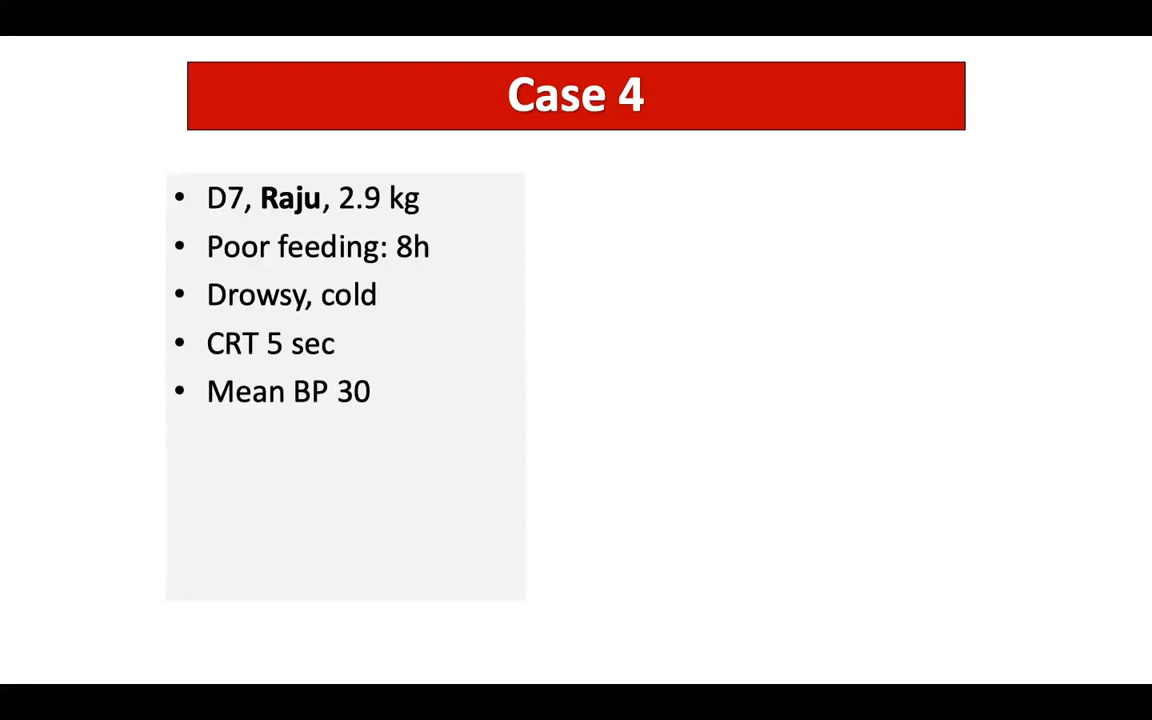 Case 4
• D7, Raju, 2.9 kg
• Poor feeding: 8h
• Drowsy, cold
• CRT 5 sec
• Mean BP 30